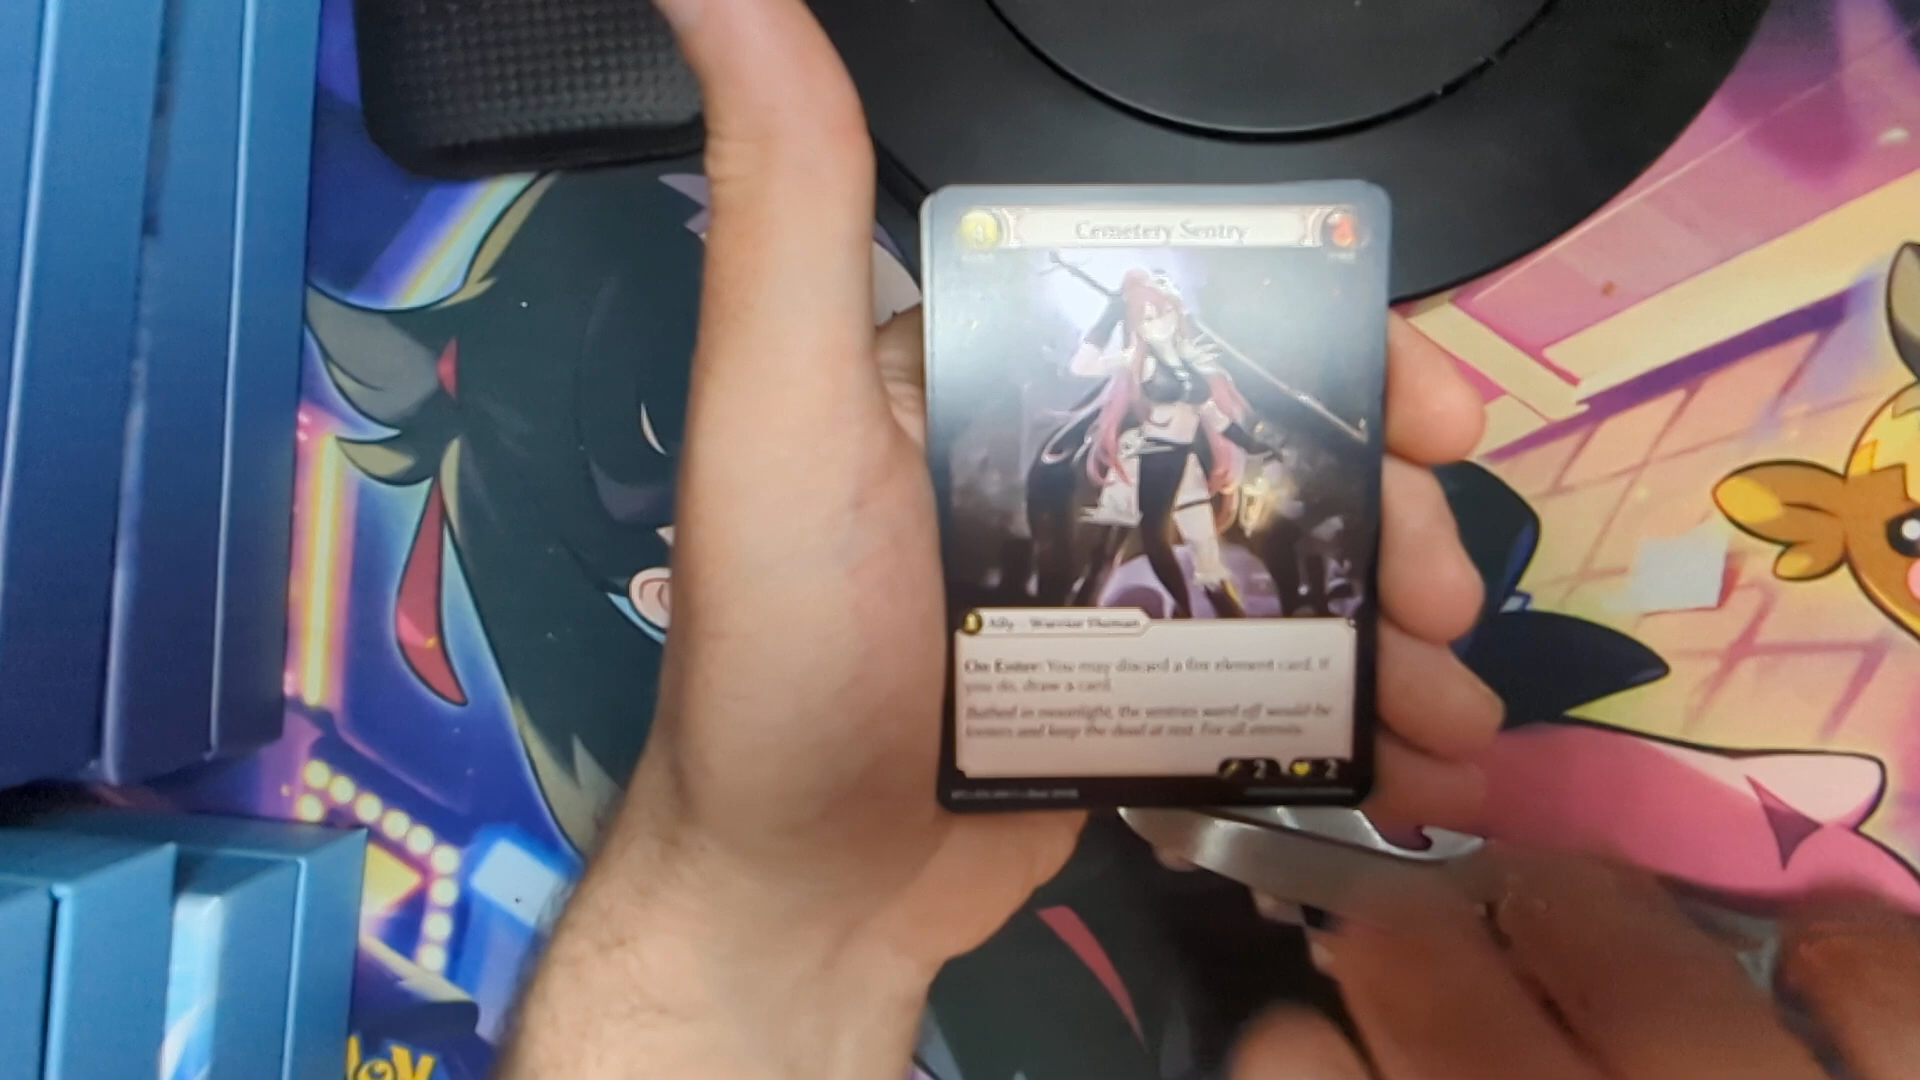 Cemetery Sentry
Ally Warrior Human
On Enter: You may discard a fire element card. If
you do, draw a card.
Bathed in moonlight, the sentries ward off would-be
looters and keep the dead at rest. For all eternity.
2 2